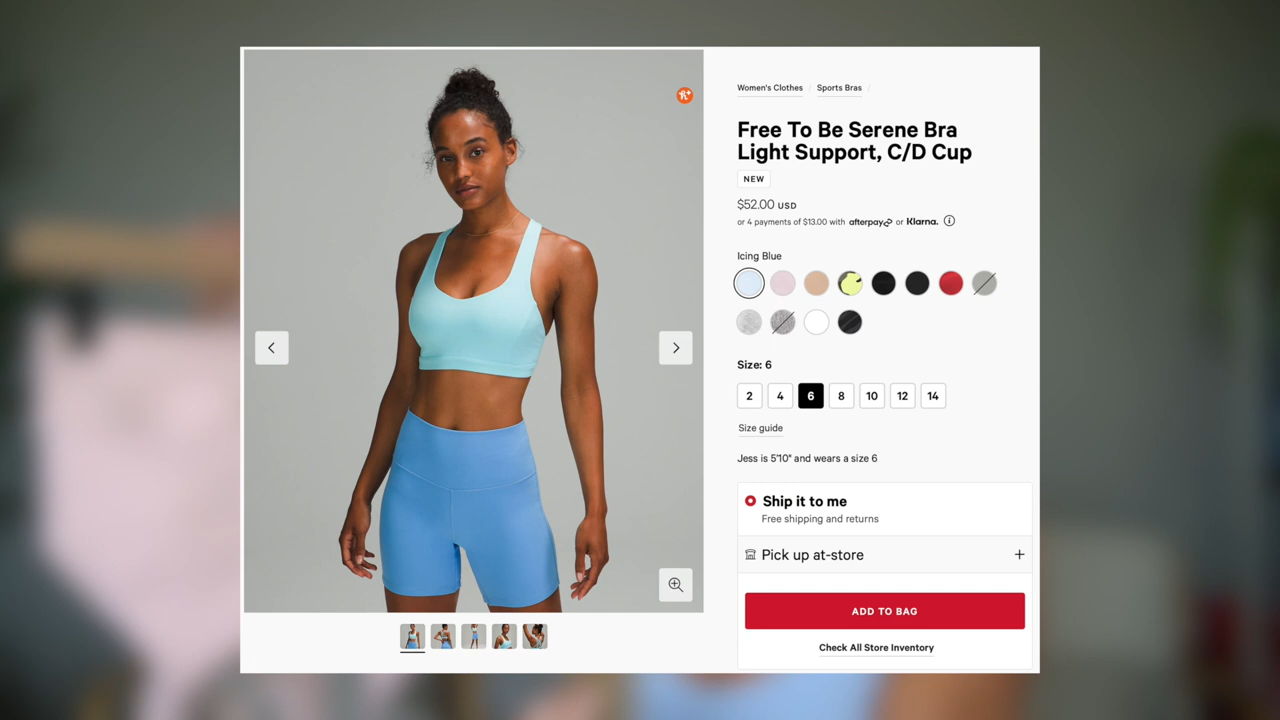 Women's Clothes / Sports Bras /
Free To Be Serene Bra
Light Support, C/D Cup
NEW
$52.00 USD
or 4 payments of $13.00 with afterpay or Klarna.
Icing Blue
Size: 6
2 4 6 8 10 12 14
Size guide
Jess is 5'10" and wears a size 6
Ship it to me
Free shipping and returns
Pick up at-store
ADD TO BAG
Check All Store Inventory